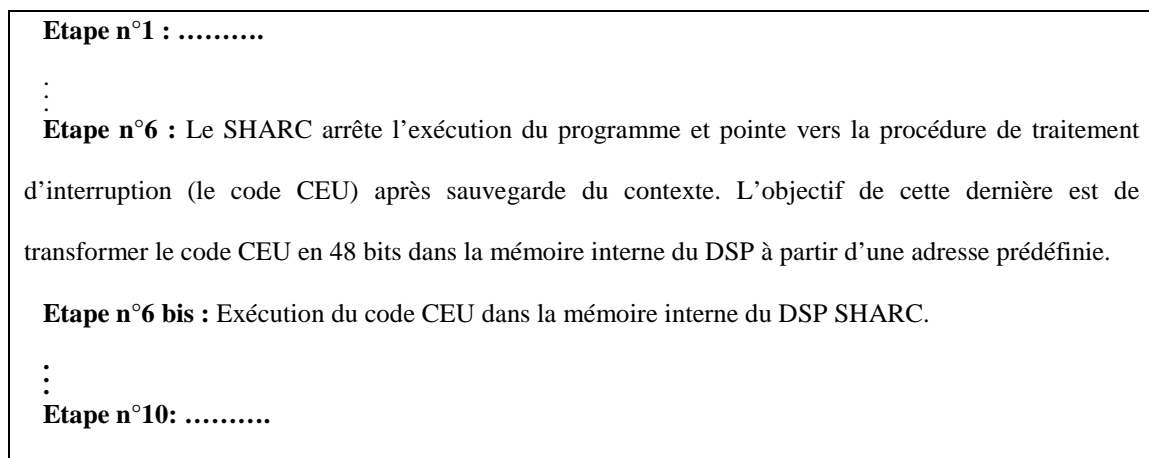 Etape n°1 : ……….
.
.
.
Etape n°6 : Le SHARC arrête l'exécution du programme et pointe vers la procédure de traitement
d'interruption (le code CEU) après sauvegarde du contexte. L'objectif de cette dernière est de
transformer le code CEU en 48 bits dans la mémoire interne du DSP à partir d'une adresse prédéfinie.
Etape n°6 bis : Exécution du code CEU dans la mémoire interne du DSP SHARC.
.
.
.
Etape n°10: ……….